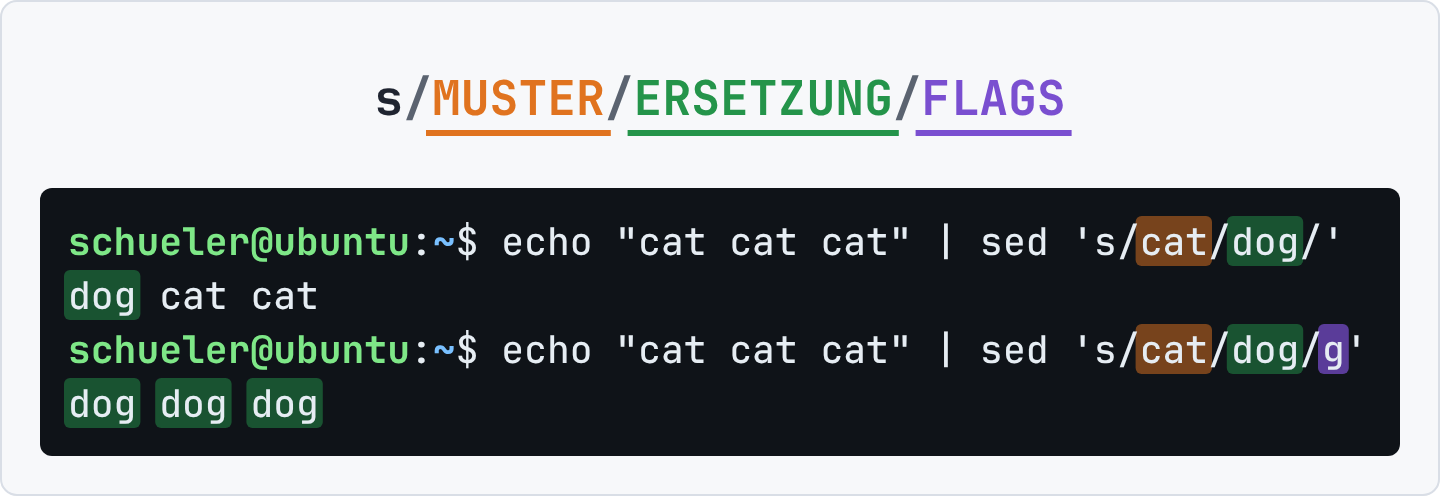 s/MUSTER/ERSETZUNG/FLAGS
schueler@ubuntu:~$ echo "cat cat cat" | sed 's/cat/dog/'
dog cat cat
schueler@ubuntu:~$ echo "cat cat cat" | sed 's/cat/dog/g'
dog dog dog